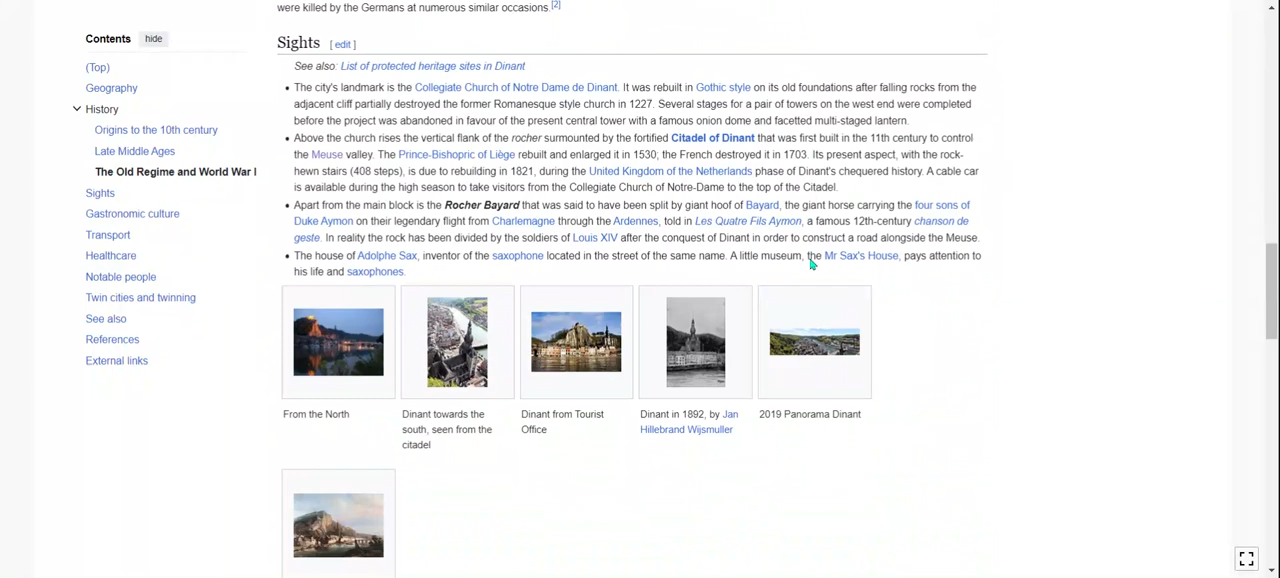 were killed by the Germans at numerous similar occasions.[2]
Contents hide
(Top)
Geography
History
Origins to the 10th century
Late Middle Ages
The Old Regime and World War I
Sights
Gastronomic culture
Transport
Healthcare
Notable people
Twin cities and twinning
See also
References
External links
Sights [ edit ]
See also: List of protected heritage sites in Dinant
• The city's landmark is the Collegiate Church of Notre Dame de Dinant. It was rebuilt in Gothic style on its old foundations after falling rocks from the
adjacent cliff partially destroyed the former Romanesque style church in 1227. Several stages for a pair of towers on the west end were completed
before the project was abandoned in favour of the present central tower with a famous onion dome and facetted multi-staged lantern.
• Above the church rises the vertical flank of the rocher surmounted by the fortified Citadel of Dinant that was first built in the 11th century to control
the Meuse valley. The Prince-Bishopric of Liège rebuilt and enlarged it in 1530; the French destroyed it in 1703. Its present aspect, with the rock-
hewn stairs (408 steps), is due to rebuilding in 1821, during the United Kingdom of the Netherlands phase of Dinant's chequered history. A cable car
is available during the high season to take visitors from the Collegiate Church of Notre-Dame to the top of the Citadel.
• Apart from the main block is the Rocher Bayard that was said to have been split by giant hoof of Bayard, the giant horse carrying the four sons of
Duke Aymon on their legendary flight from Charlemagne through the Ardennes, told in Les Quatre Fils Aymon, a famous 12th-century chanson de
geste. In reality the rock has been divided by the soldiers of Louis XIV after the conquest of Dinant in order to construct a road alongside the Meuse.
• The house of Adolphe Sax, inventor of the saxophone located in the street of the same name. A little museum, the Mr Sax's House, pays attention to
his life and saxophones.
From the North
Dinant towards the
south, seen from the
citadel
Dinant from Tourist
Office
Dinant in 1892, by Jan
Hillebrand Wijsmuller
2019 Panorama Dinant